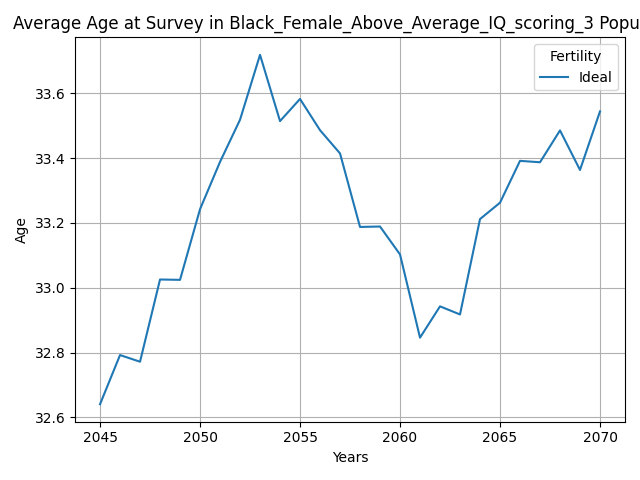 Average Age at Survey in Black_Female_Above_Average_IQ_scoring_3 Popu
Fertility
Ideal
33.6
33.4
33.2
33.0
32.8
32.6
Age
2045 2050 2055 2060 2065 2070
Years